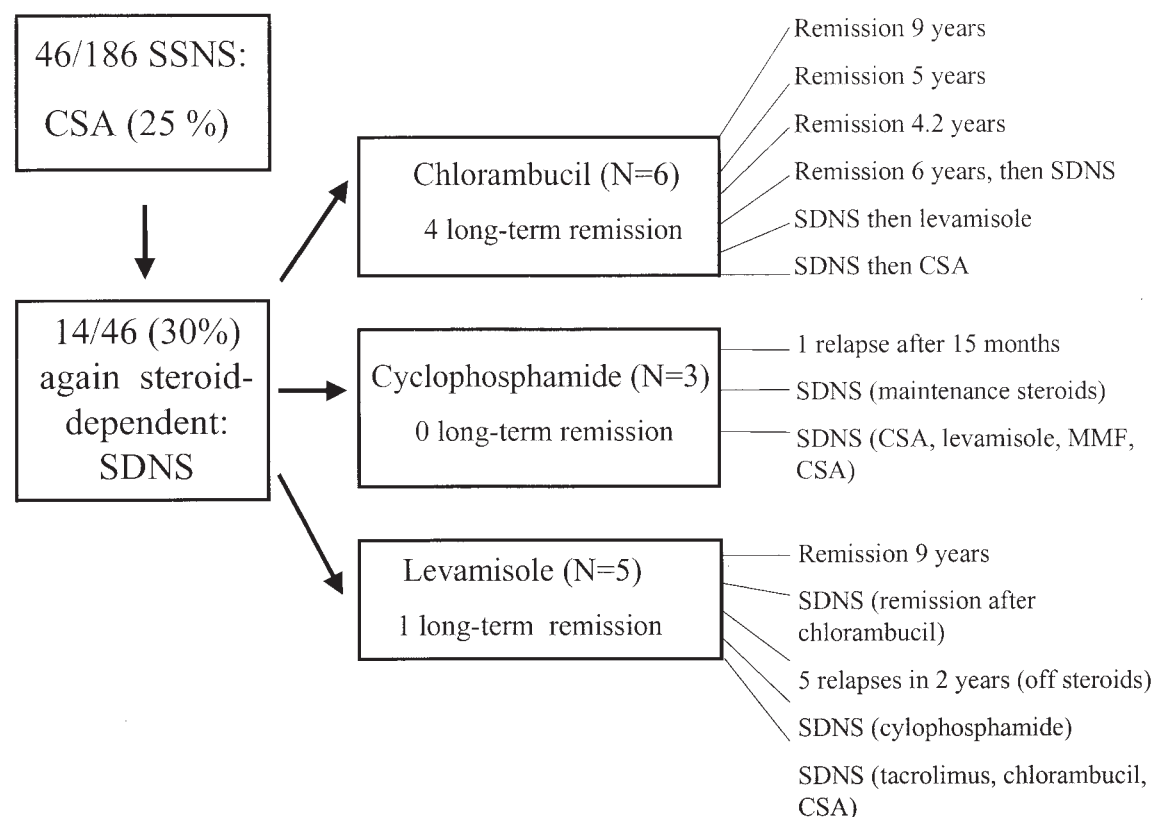 46/186 SSNS:
CSA (25 %)
14/46 (30%)
again steroid-
dependent:
SDNS
Chlorambucil (N=6)
4 long-term remission
Remission 9 years
Remission 5 years
Remission 4.2 years
Remission 6 years, then SDNS
SDNS then levamisole
SDNS then CSA
Cyclophosphamide (N=3)
0 long-term remission
1 relapse after 15 months
SDNS (maintenance steroids)
SDNS (CSA, levamisole, MMF,
CSA)
Levamisole (N=5)
1 long-term remission
Remission 9 years
SDNS (remission after
chlorambucil)
5 relapses in 2 years (off steroids)
SDNS (cylophosphamide)
SDNS (tacrolimus, chlorambucil,
CSA)